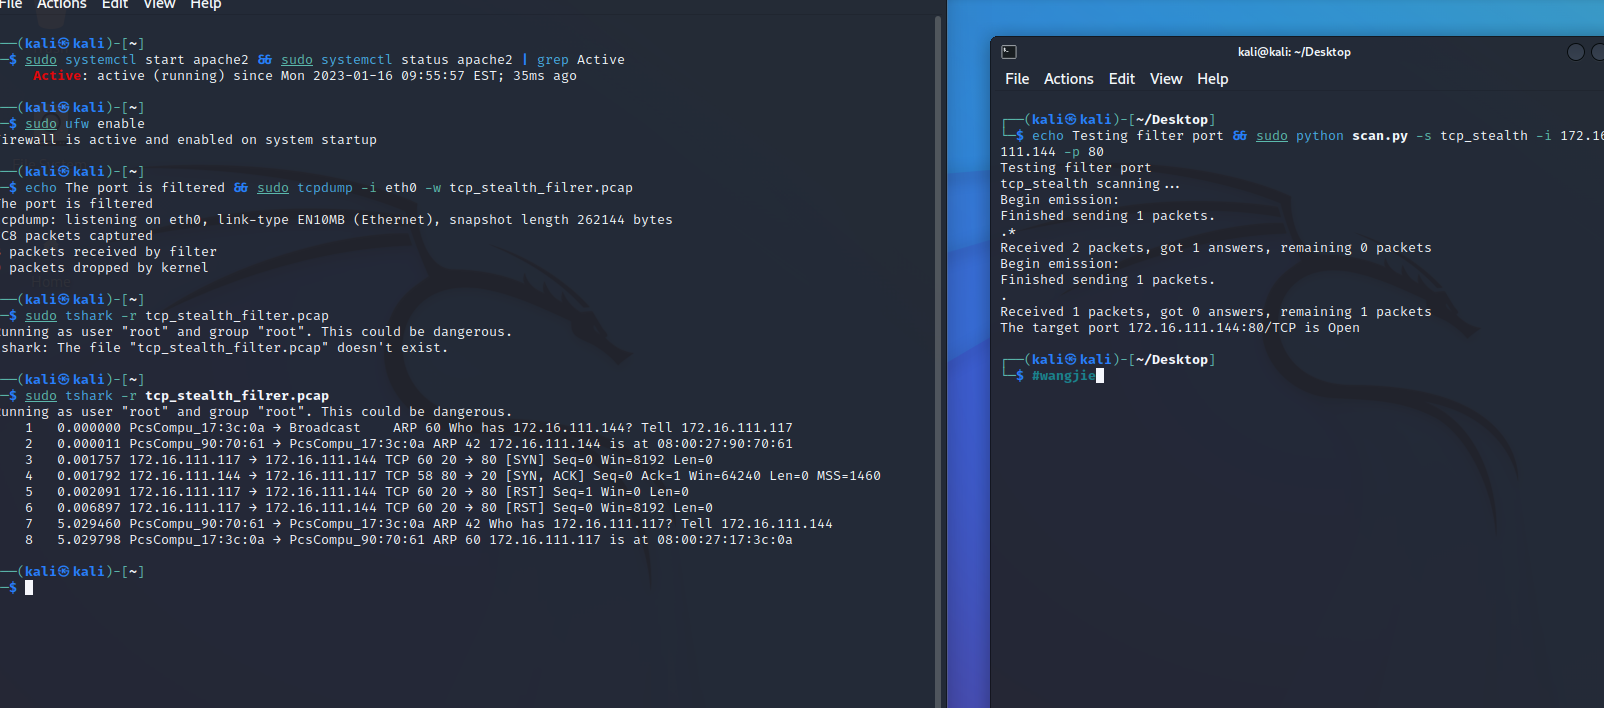 File Actions Edit View Help
──(kali㉿kali)-[~]
─$ sudo systemctl start apache2 && sudo systemctl status apache2 | grep Active
Active: active (running) since Mon 2023-01-16 09:55:57 EST; 35ms ago
──(kali㉿kali)-[~]
─$ sudo ufw enable
irewall is active and enabled on system startup
──(kali㉿kali)-[~]
─$ echo The port is filtered && sudo tcpdump -i eth0 -w tcp_stealth_filrer.pcap
he port is filtered
cpdump: listening on eth0, link-type EN10MB (Ethernet), snapshot length 262144 bytes
C8 packets captured
packets received by filter
packets dropped by kernel
Home
──(kali㉿kali)-[~]
─$ sudo tshark -r tcp_stealth_filter.pcap
unning as user "root" and group "root". This could be dangerous.
shark: The file "tcp_stealth_filter.pcap" doesn't exist.
──(kali㉿kali)-[~]
─$ sudo tshark -r tcp_stealth_filrer.pcap
unning as user "root" and group "root". This could be dangerous.
1 0.000000 PcsCompu_17:3c:0a → Broadcast ARP 60 Who has 172.16.111.144? Tell 172.16.111.117
2 0.000011 PcsCompu_90:70:61 → PcsCompu_17:3c:0a ARP 42 172.16.111.144 is at 08:00:27:90:70:61
3 0.001757 172.16.111.117 → 172.16.111.144 TCP 60 20 → 80 [SYN] Seq=0 Win=8192 Len=0
4 0.001792 172.16.111.144 → 172.16.111.117 TCP 58 80 → 20 [SYN, ACK] Seq=0 Ack=1 Win=64240 Len=0 MSS=1460
5 0.002091 172.16.111.117 → 172.16.111.144 TCP 60 20 → 80 [RST] Seq=1 Win=0 Len=0
6 0.006897 172.16.111.117 → 172.16.111.144 TCP 60 20 → 80 [RST] Seq=0 Win=8192 Len=0
7 5.029460 PcsCompu_90:70:61 → PcsCompu_17:3c:0a ARP 42 Who has 172.16.111.117? Tell 172.16.111.144
8 5.029798 PcsCompu_17:3c:0a → PcsCompu_90:70:61 ARP 60 172.16.111.117 is at 08:00:27:17:3c:0a
──(kali㉿kali)-[~]
─$
kali@kali: ~/Desktop
File Actions Edit View Help
┌──(kali㉿kali)-[~/Desktop]
└─$ echo Testing filter port && sudo python scan.py -s tcp_stealth -i 172.16
111.144 -p 80
Testing filter port
tcp_stealth scanning...
Begin emission:
Finished sending 1 packets.
.*
Received 2 packets, got 1 answers, remaining 0 packets
Begin emission:
Finished sending 1 packets.
.
Received 1 packets, got 0 answers, remaining 1 packets
The target port 172.16.111.144:80/TCP is Open
┌──(kali㉿kali)-[~/Desktop]
└─$ #wangjie